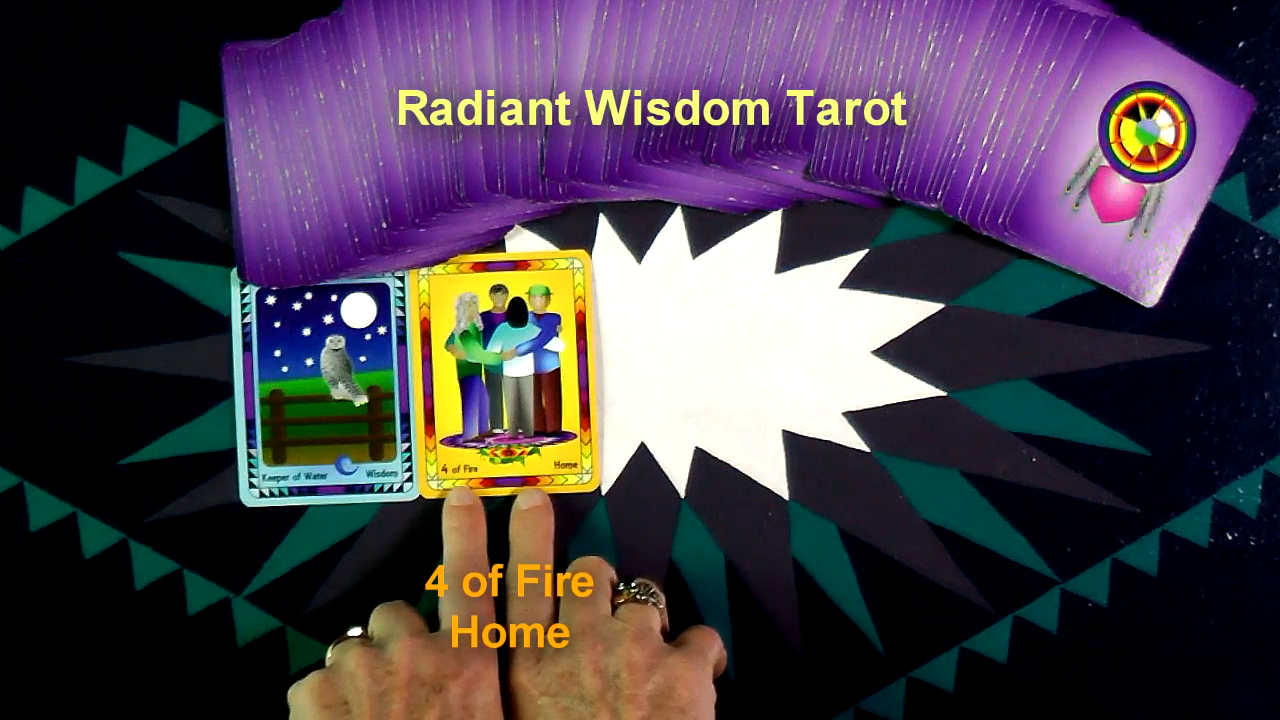 Radiant Wisdom Tarot
Keeper of Water Wisdom
4 of Fire Home
4 of Fire
Home